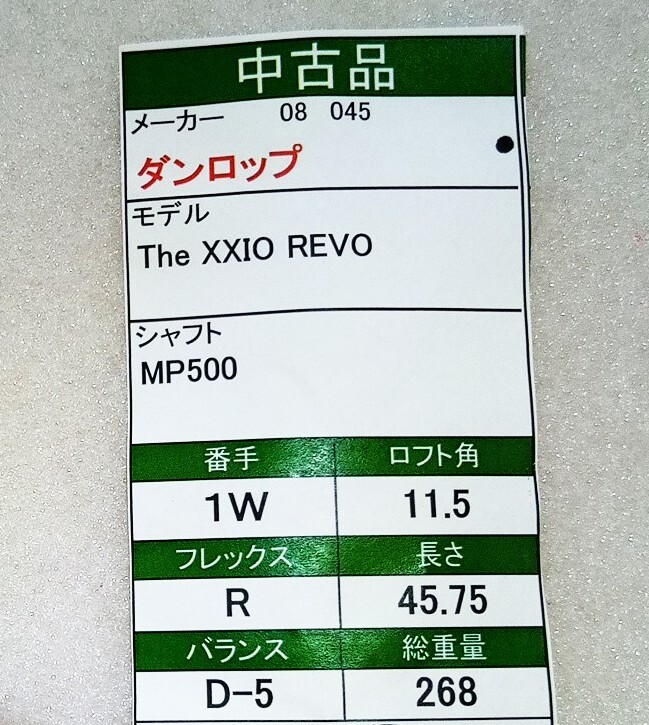 中古品
メーカー 08 045
ダンロップ
モデル
The XXIO REVO
シャフト
MP500
番手 ロフト角
1W 11.5
フレックス 長さ
R 45.75
バランス 総重量
D-5 268